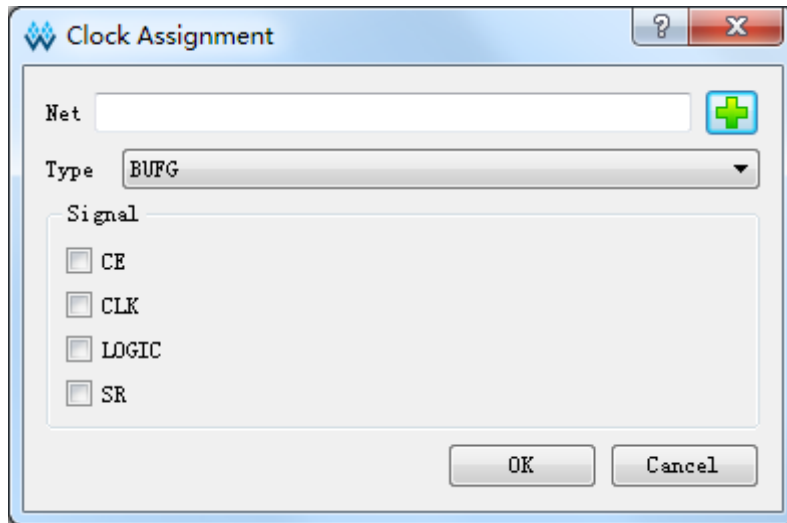 Clock Assignment
Net
Type BUFG
Signal
CE
CLK
LOGIC
SR
OK Cancel